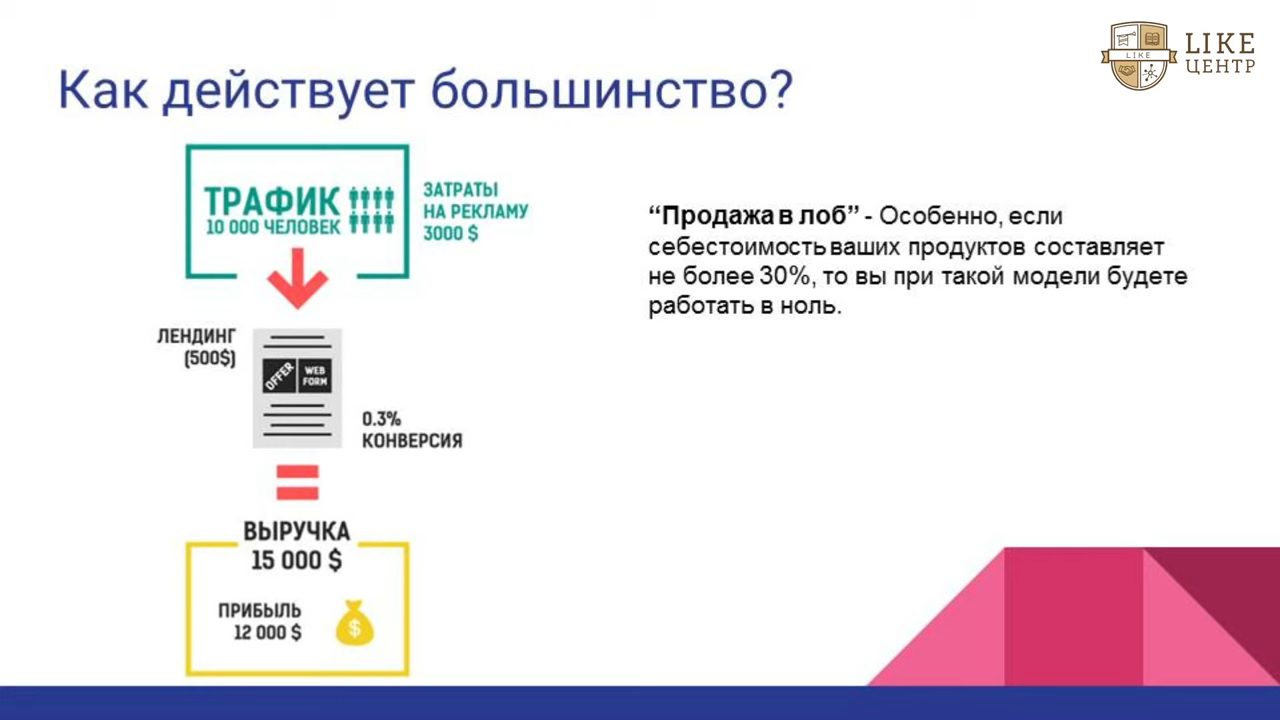 LIKE
LIKE
ЦЕНТР
Как действует большинство?
ТРАФИК
10 000 ЧЕЛОВЕК
ЗАТРАТЫ
НА РЕКЛАМУ
3000 $
“Продажа в лоб” - Особенно, если
себестоимость ваших продуктов составляет
не более 30%, то вы при такой модели будете
работать в ноль.
ЛЕНДИНГ
(500$)
OFFER
WEB
FORM
0.3%
КОНВЕРСИЯ
ВЫРУЧКА
15 000 $
ПРИБЫЛЬ
12 000 $
$